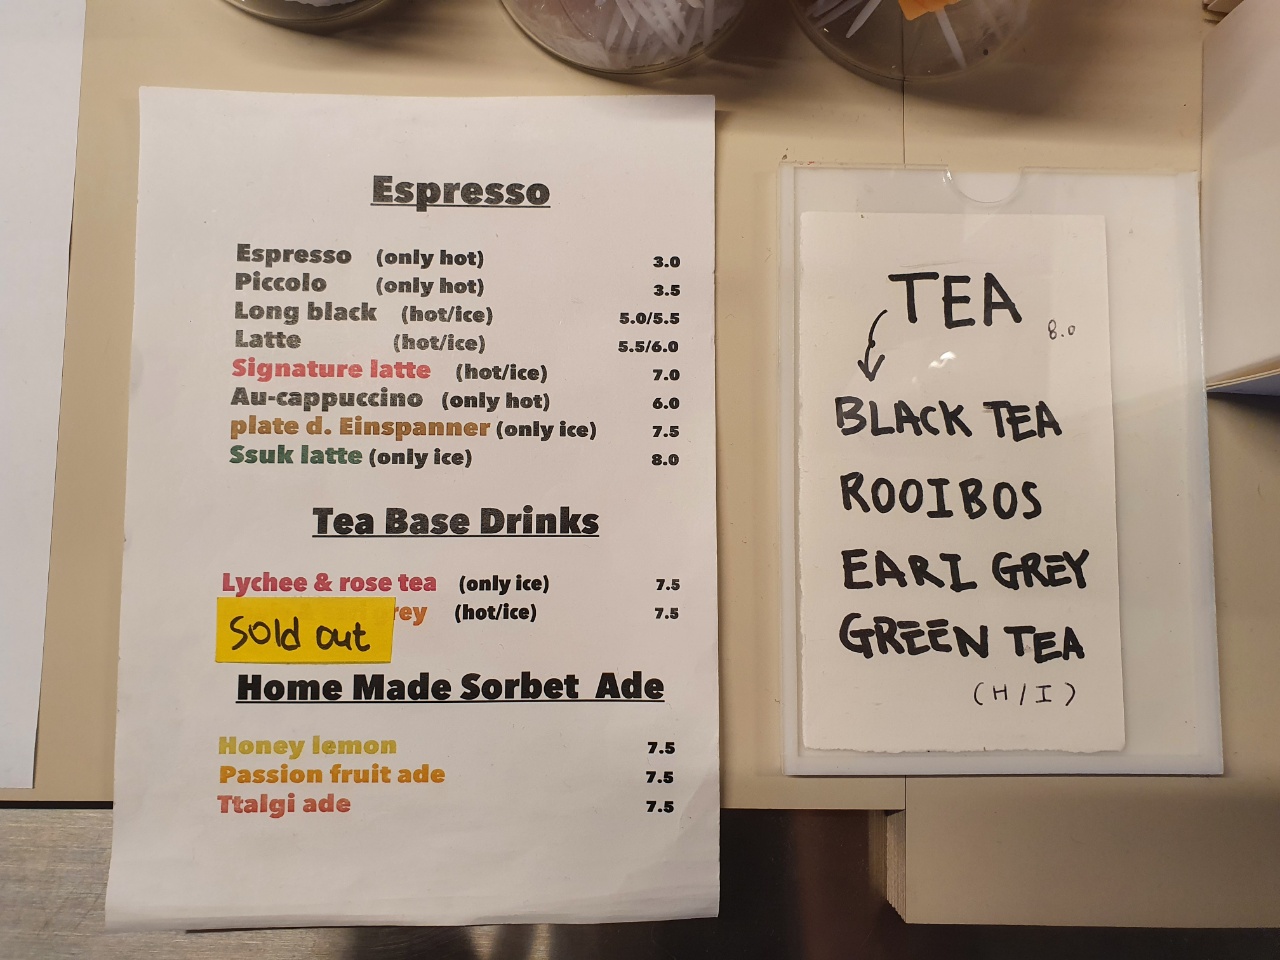 Espresso
Espresso (only hot) 3.0
Piccolo (only hot) 3.5
Long black (hot/ice) 5.0/5.5
Latte (hot/ice) 5.5/6.0
Signature latte (hot/ice) 7.0
Au-cappuccino (only hot) 6.0
plate d. Einspanner (only ice) 7.5
Ssuk latte (only ice) 8.0
Tea Base Drinks
Lychee & rose tea (only ice) 7.5
Sold out (hot/ice) 7.5
Home Made Sorbet Ade
Honey lemon 7.5
Passion fruit ade 7.5
Ttalgi ade 7.5
TEA 8.0
BLACK TEA
ROOIBOS
EARL GREY
GREEN TEA
(H/I)